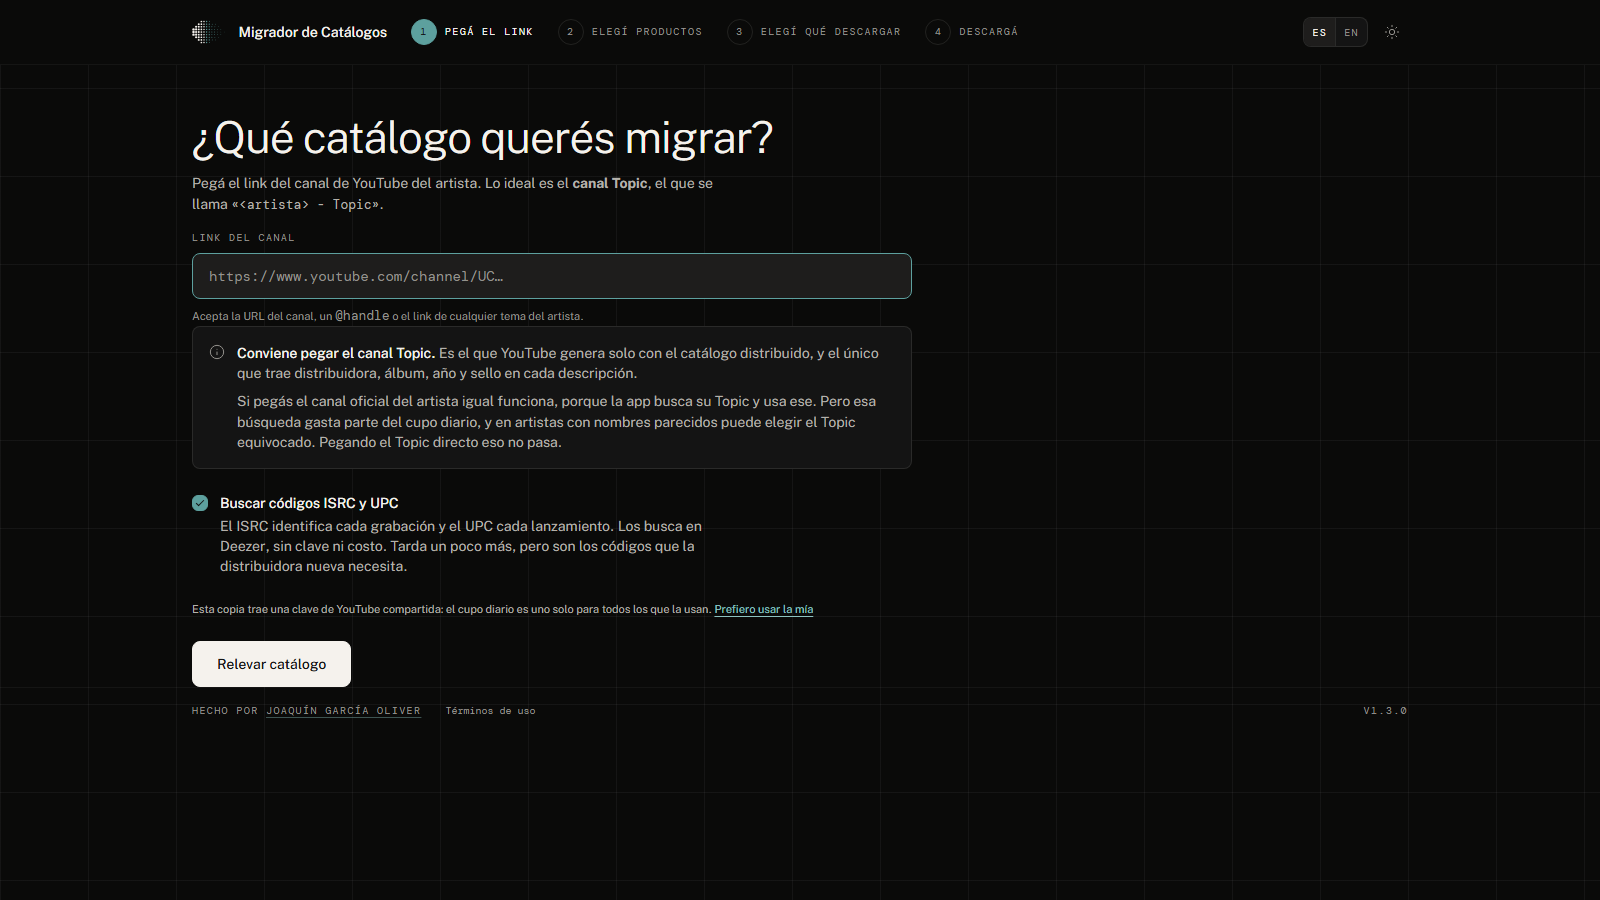 Migrador de Catálogos
1 PEGÁ EL LINK
2 ELEGÍ PRODUCTOS
3 ELEGÍ QUÉ DESCARGAR
4 DESCARGÁ
ES EN
¿Qué catálogo querés migrar?
Pegá el link del canal de YouTube del artista. Lo ideal es el canal Topic, el que se
llama «<artista> - Topic».
LINK DEL CANAL
https://www.youtube.com/channel/UC…
Acepta la URL del canal, un @handle o el link de cualquier tema del artista.
Conviene pegar el canal Topic. Es el que YouTube genera solo con el catálogo distribuido, y el único
que trae distribuidora, álbum, año y sello en cada descripción.
Si pegás el canal oficial del artista igual funciona, porque la app busca su Topic y usa ese. Pero esa
búsqueda gasta parte del cupo diario, y en artistas con nombres parecidos puede elegir el Topic
equivocado. Pegando el Topic directo eso no pasa.
Buscar códigos ISRC y UPC
El ISRC identifica cada grabación y el UPC cada lanzamiento. Los busca en
Deezer, sin clave ni costo. Tarda un poco más, pero son los códigos que la
distribuidora nueva necesita.
Esta copia trae una clave de YouTube compartida: el cupo diario es uno solo para todos los que la usan. Prefiero usar la mía
Relevar catálogo
HECHO POR JOAQUÍN GARCÍA OLIVER
Términos de uso
V1.3.0